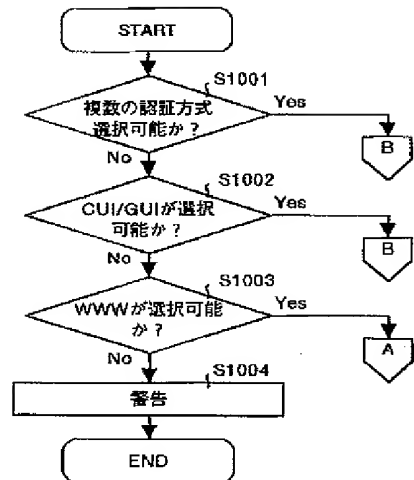 START
S1001
複数の認証方式
選択可能か？
Yes
B
No
S1002
CUI/GUIが選択
可能か？
Yes
B
No
S1003
WWWが選択可能
か？
Yes
A
No
S1004
警告
END